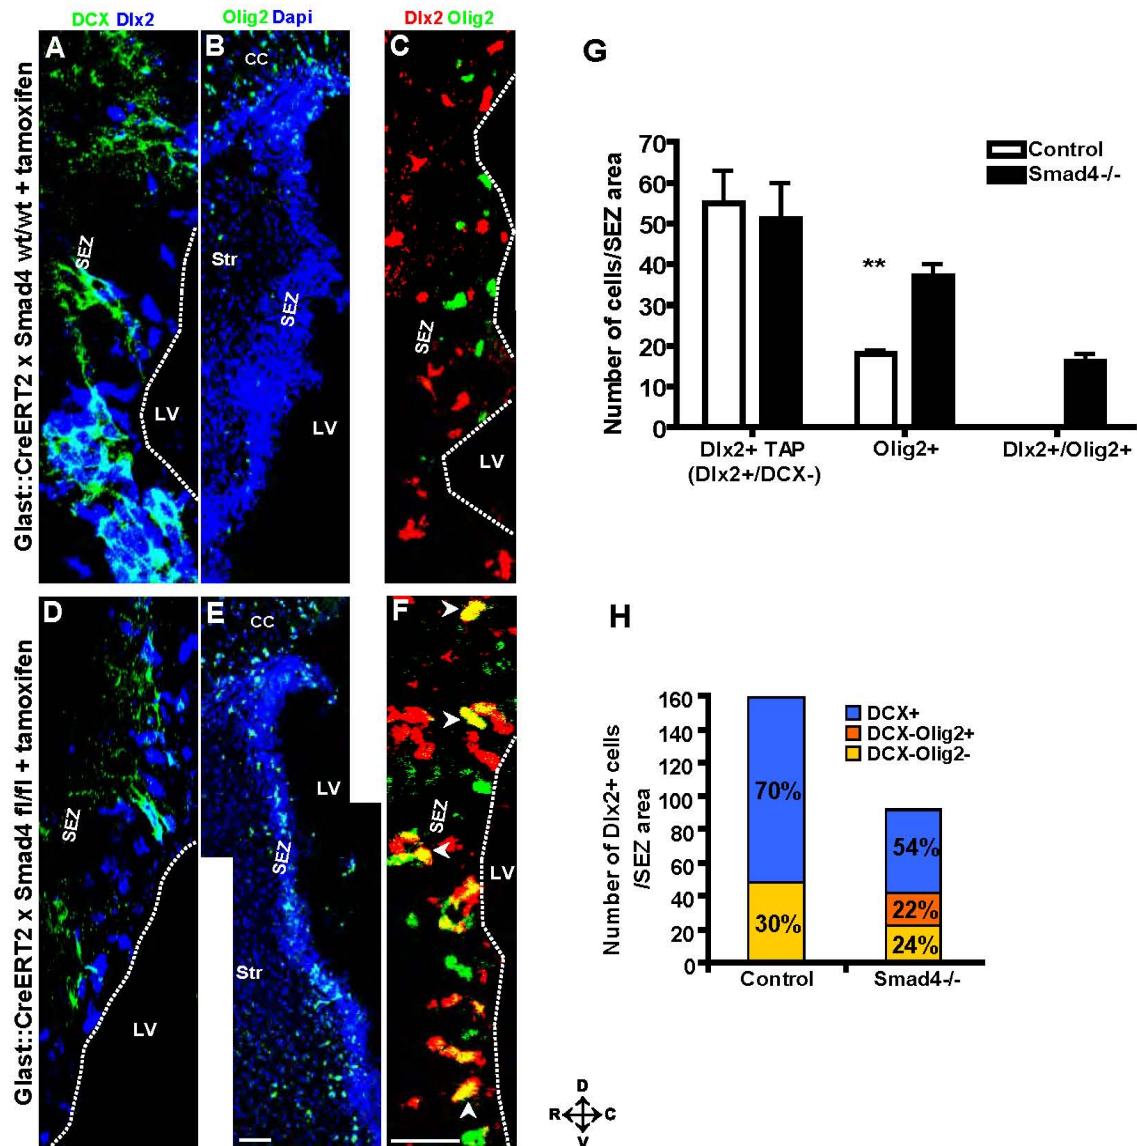 DCX Dlx2
Olig2 Dapi
Dlx2 Olig2
Glast::CreERT2 x Smad4 wt/wt + tamoxifen
A
SEZ
LV
B
CC
Str
SEZ
LV
C
SEZ
LV
Glast::CreERT2 x Smad4 fl/fl + tamoxifen
D
SEZ
LV
E
CC
LV
SEZ
Str
F
SEZ
LV
D
R C
V
G
Number of cells/SEZ area
70
60
50
40
30
20
10
0
Control
Smad4-/-
**
Dlx2+ TAP
(Dlx2+/DCX-)
Olig2+
Dlx2+/Olig2+
H
Number of Dlx2+ cells
/SEZ area
160
140
120
100
80
60
40
20
0
DCX+
DCX-Olig2+
DCX-Olig2-
70%
30%
54%
22%
24%
Control
Smad4-/-